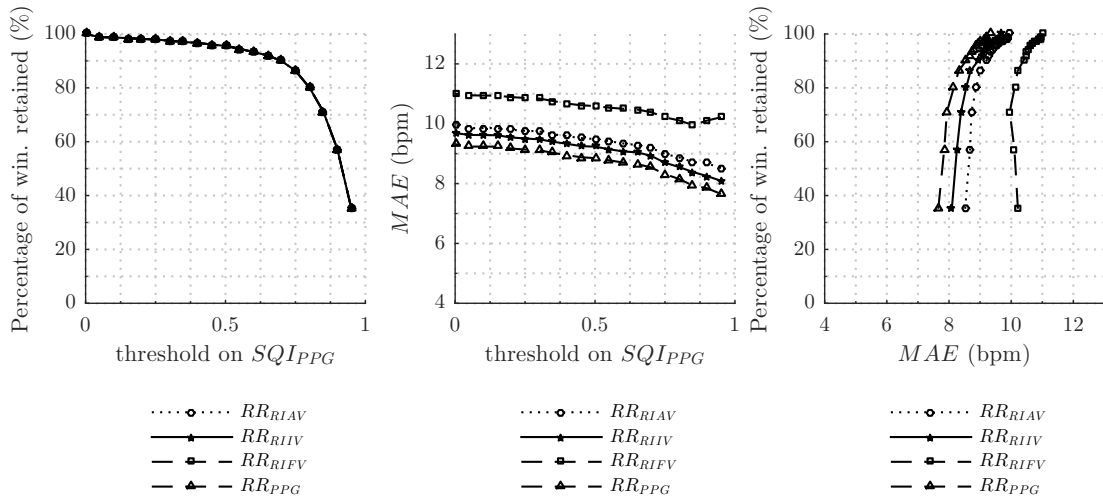 Percentage of win. retained (%)
100
80
60
40
20
0
0
0.5
1
threshold on SQI_PPG
RR_RIAV
RR_RIIV
RR_RIFV
RR_PPG
MAE (bpm)
12
10
8
6
4
0
0.5
1
threshold on SQI_PPG
RR_RIAV
RR_RIIV
RR_RIFV
RR_PPG
Percentage of win. retained (%)
100
80
60
40
20
0
4
6
8
10
12
MAE (bpm)
RR_RIAV
RR_RIIV
RR_RIFV
RR_PPG